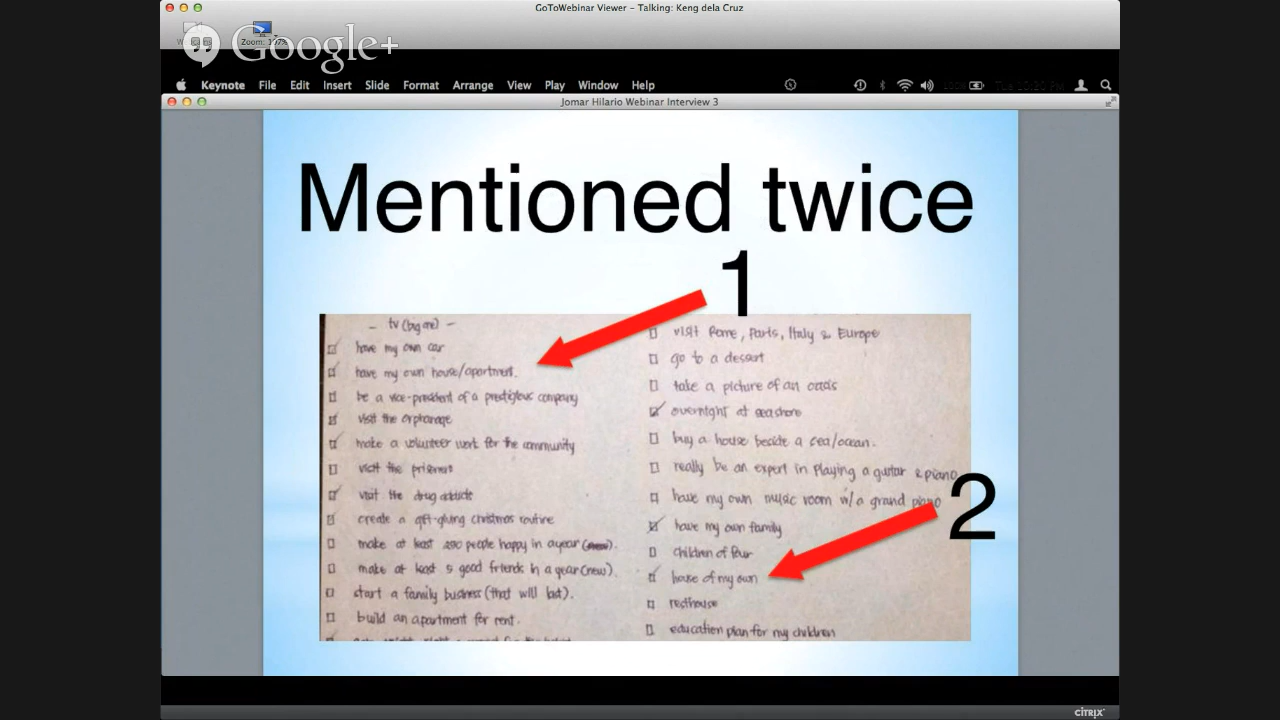 GoToWebinar Viewer - Talking: Keng dela Cruz
Zoom: 107%
Google+
Keynote File Edit Insert Slide Format Arrange View Play Window Help
Jomar Hilario Webinar Interview 3
Mentioned twice
1
- tv (big one) -
have my own car
have my own house/apartment.
be a vice-president of a prestigious company
visit the orphanage
make a volunteer work for the community
visit the prisoners
visit the drug addicts
create a gift-giving christmas routine
make at least 200 people happy in a year
make at least 5 good friends in a year (new).
start a family business (that will last).
build an apartment for rent.
visit Rome, Paris, Italy & Europe
go to a desert
take a picture of an oasis
overnight at seashore
buy a house beside a sea/ocean.
really be an expert in playing a guitar & piano
have my own music room w/a grand piano
2
have my own family
children of four
house of my own
resthouse
education plan for my children
CITRIX